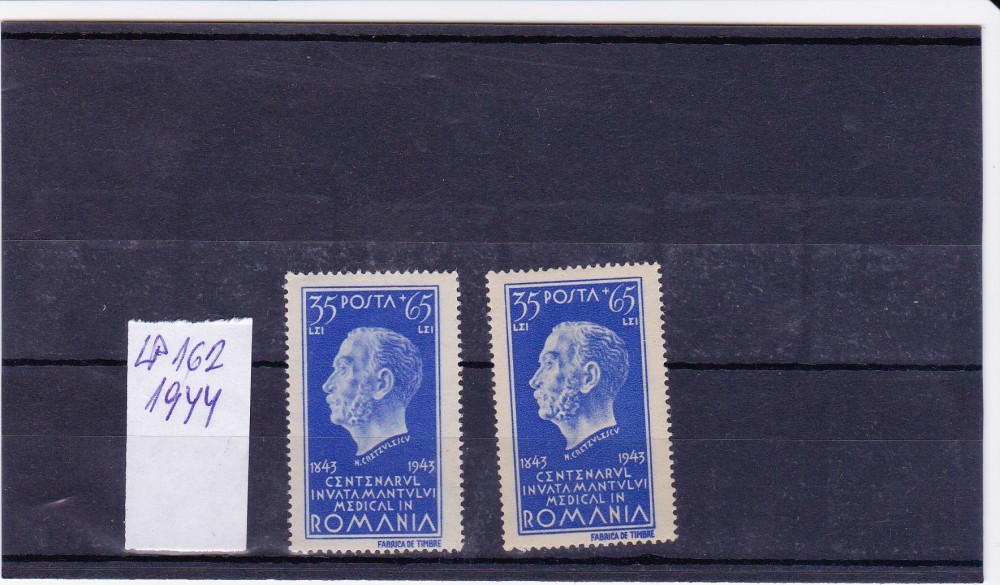 LP 162
1944
35 POSTA + 65
LEI LEI
N. CRETZULESCU
1843 1943
CENTENARUL
INVATAMANTULUI
MEDICAL IN
ROMANIA
FABRICA DE TIMBRE
35 POSTA + 65
LEI LEI
N. CRETZULESCU
1843 1943
CENTENARUL
INVATAMANTULUI
MEDICAL IN
ROMANIA
FABRICA DE TIMBRE